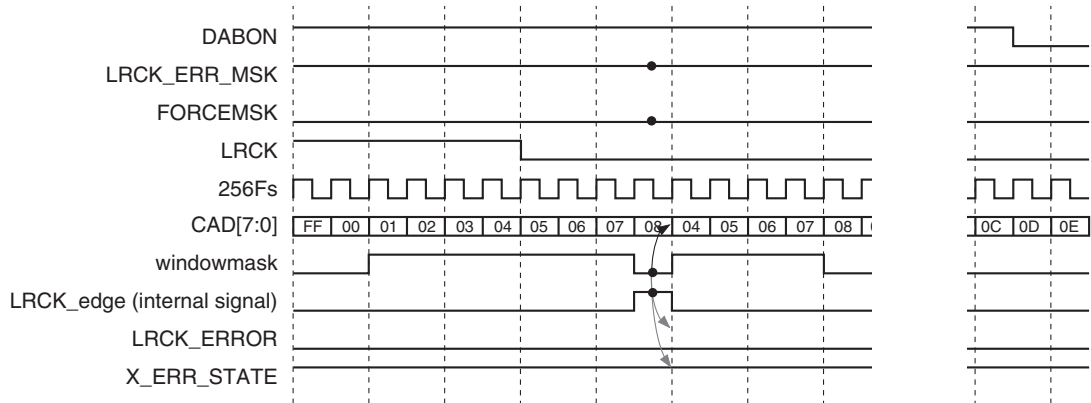 DABON
LRCK_ERR_MSK
FORCEMSK
LRCK
256Fs
CAD[7:0] FF 00 01 02 03 04 05 06 07 08 04 05 06 07 08 0C 0D 0E
windowmask
LRCK_edge (internal signal)
LRCK_ERROR
X_ERR_STATE